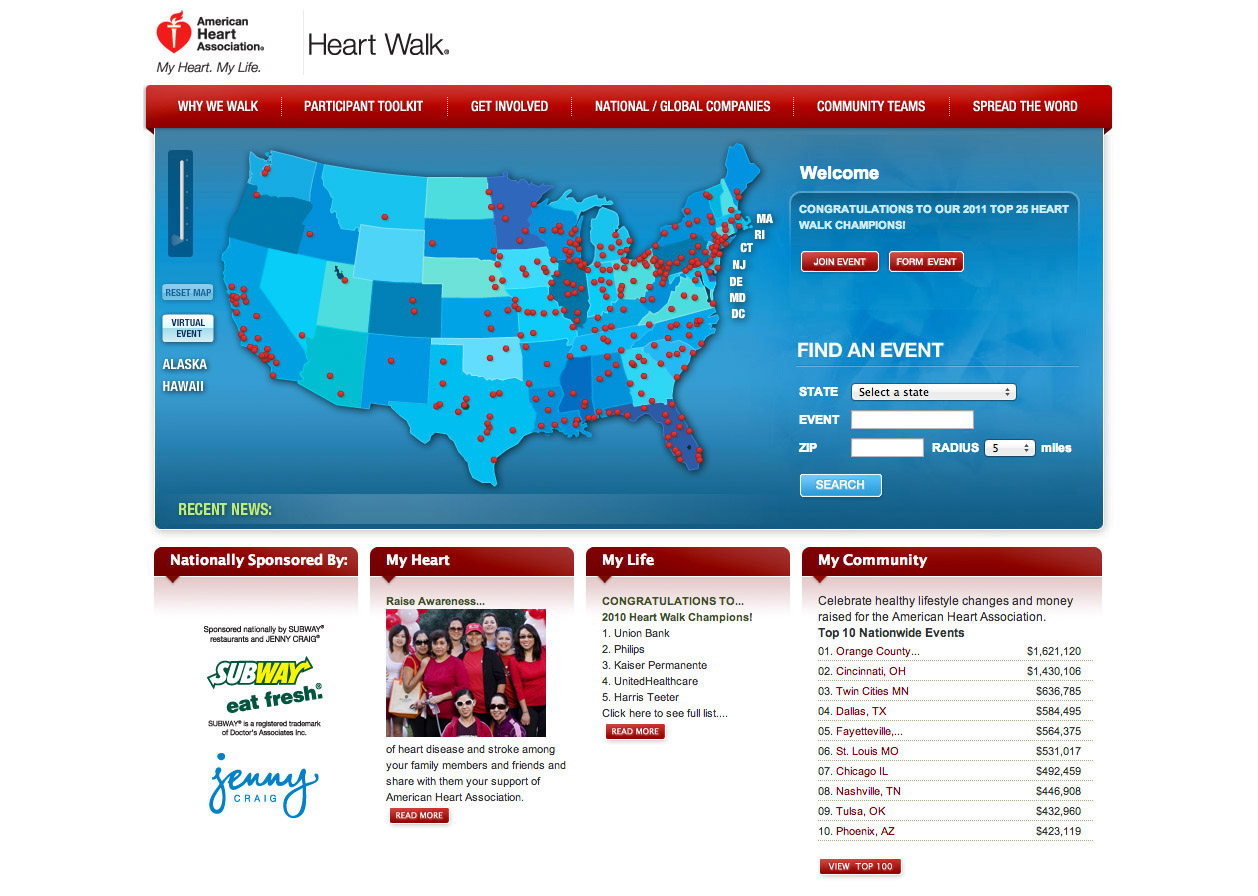 American
Heart
Association®
My Heart. My Life.
Heart Walk®
WHY WE WALK
PARTICIPANT TOOLKIT
GET INVOLVED
NATIONAL / GLOBAL COMPANIES
COMMUNITY TEAMS
SPREAD THE WORD
RESET MAP
VIRTUAL
EVENT
ALASKA
HAWAII
MA
RI
CT
NJ
DE
MD
DC
Welcome
CONGRATULATIONS TO OUR 2011 TOP 25 HEART
WALK CHAMPIONS!
JOIN EVENT
FORM EVENT
FIND AN EVENT
STATE Select a state
EVENT
ZIP RADIUS 5 miles
SEARCH
RECENT NEWS:
Nationally Sponsored By:
Sponsored nationally by SUBWAY®
restaurants and JENNY CRAIG®
SUBWAY
eat fresh.®
SUBWAY® is a registered trademark
of Doctor's Associates Inc.
jenny
CRAIG
My Heart
Raise Awareness...
of heart disease and stroke among
your family members and friends and
share with them your support of
American Heart Association.
READ MORE
My Life
CONGRATULATIONS TO...
2010 Heart Walk Champions!
1. Union Bank
2. Philips
3. Kaiser Permanente
4. UnitedHealthcare
5. Harris Teeter
Click here to see full list....
READ MORE
My Community
Celebrate healthy lifestyle changes and money
raised for the American Heart Association.
Top 10 Nationwide Events
01. Orange County... $1,621,120
02. Cincinnati, OH $1,430,106
03. Twin Cities MN $636,785
04. Dallas, TX $584,495
05. Fayetteville,... $564,375
06. St. Louis MO $531,017
07. Chicago IL $492,459
08. Nashville, TN $446,908
09. Tulsa, OK $432,960
10. Phoenix, AZ $423,119
VIEW TOP 100